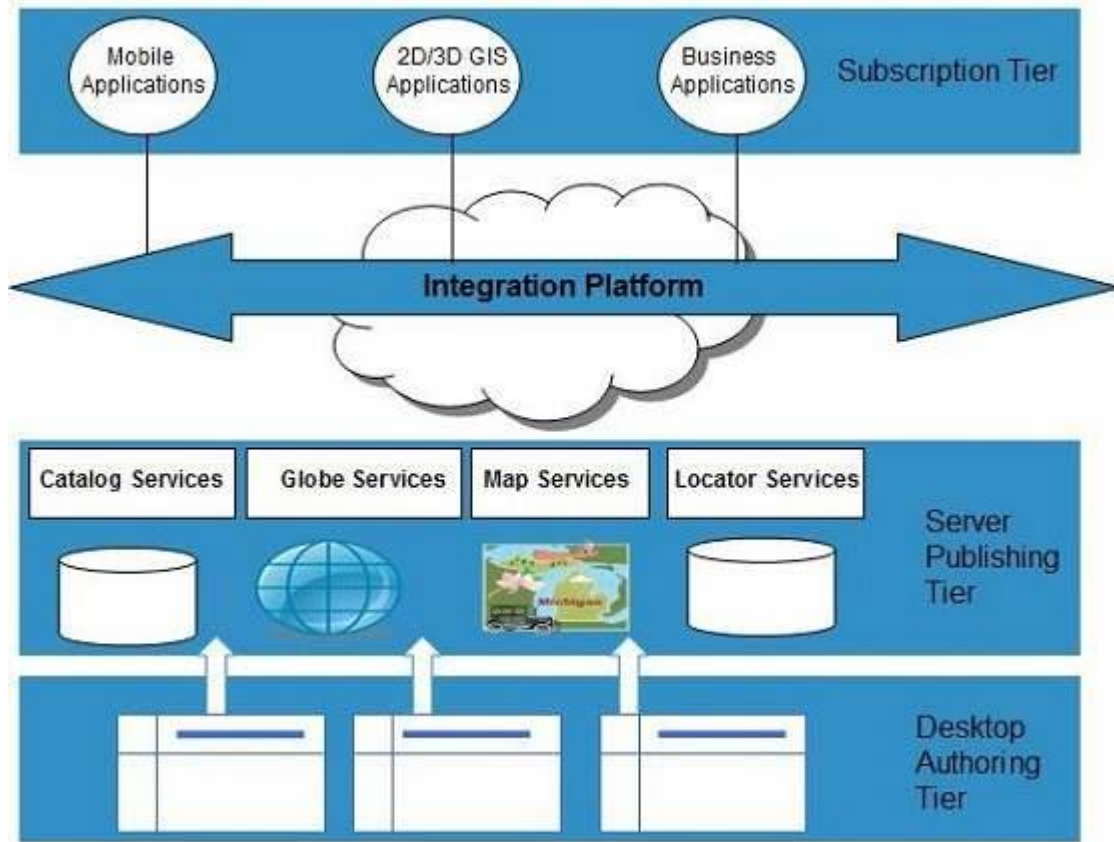 Mobile
Applications
2D/3D GIS
Applications
Business
Applications
Subscription Tier
Integration Platform
Catalog Services
Globe Services
Map Services
Locator Services
Server
Publishing
Tier
Michigan
Desktop
Authoring
Tier